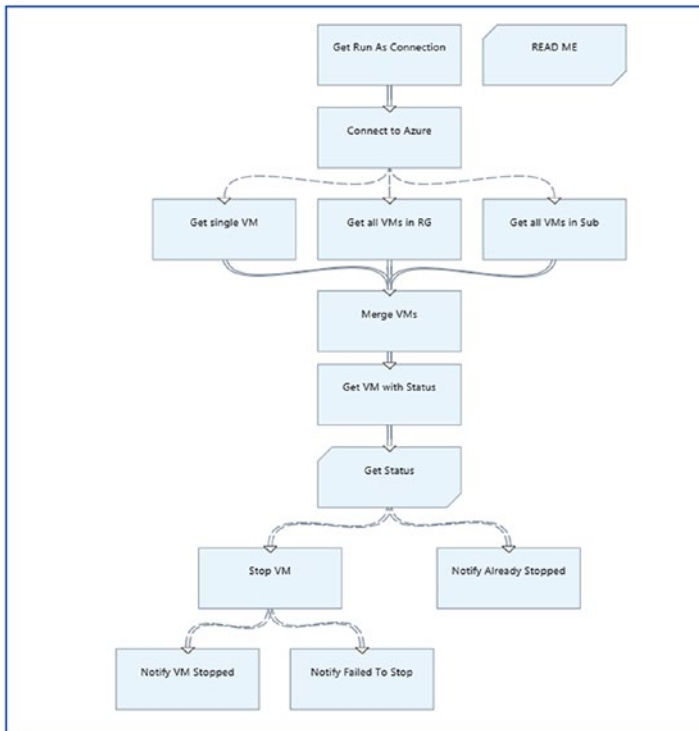 Get Run As Connection
READ ME
Connect to Azure
Get single VM
Get all VMs in RG
Get all VMs in Sub
Merge VMs
Get VM with Status
Get Status
Stop VM
Notify Already Stopped
Notify VM Stopped
Notify Failed To Stop